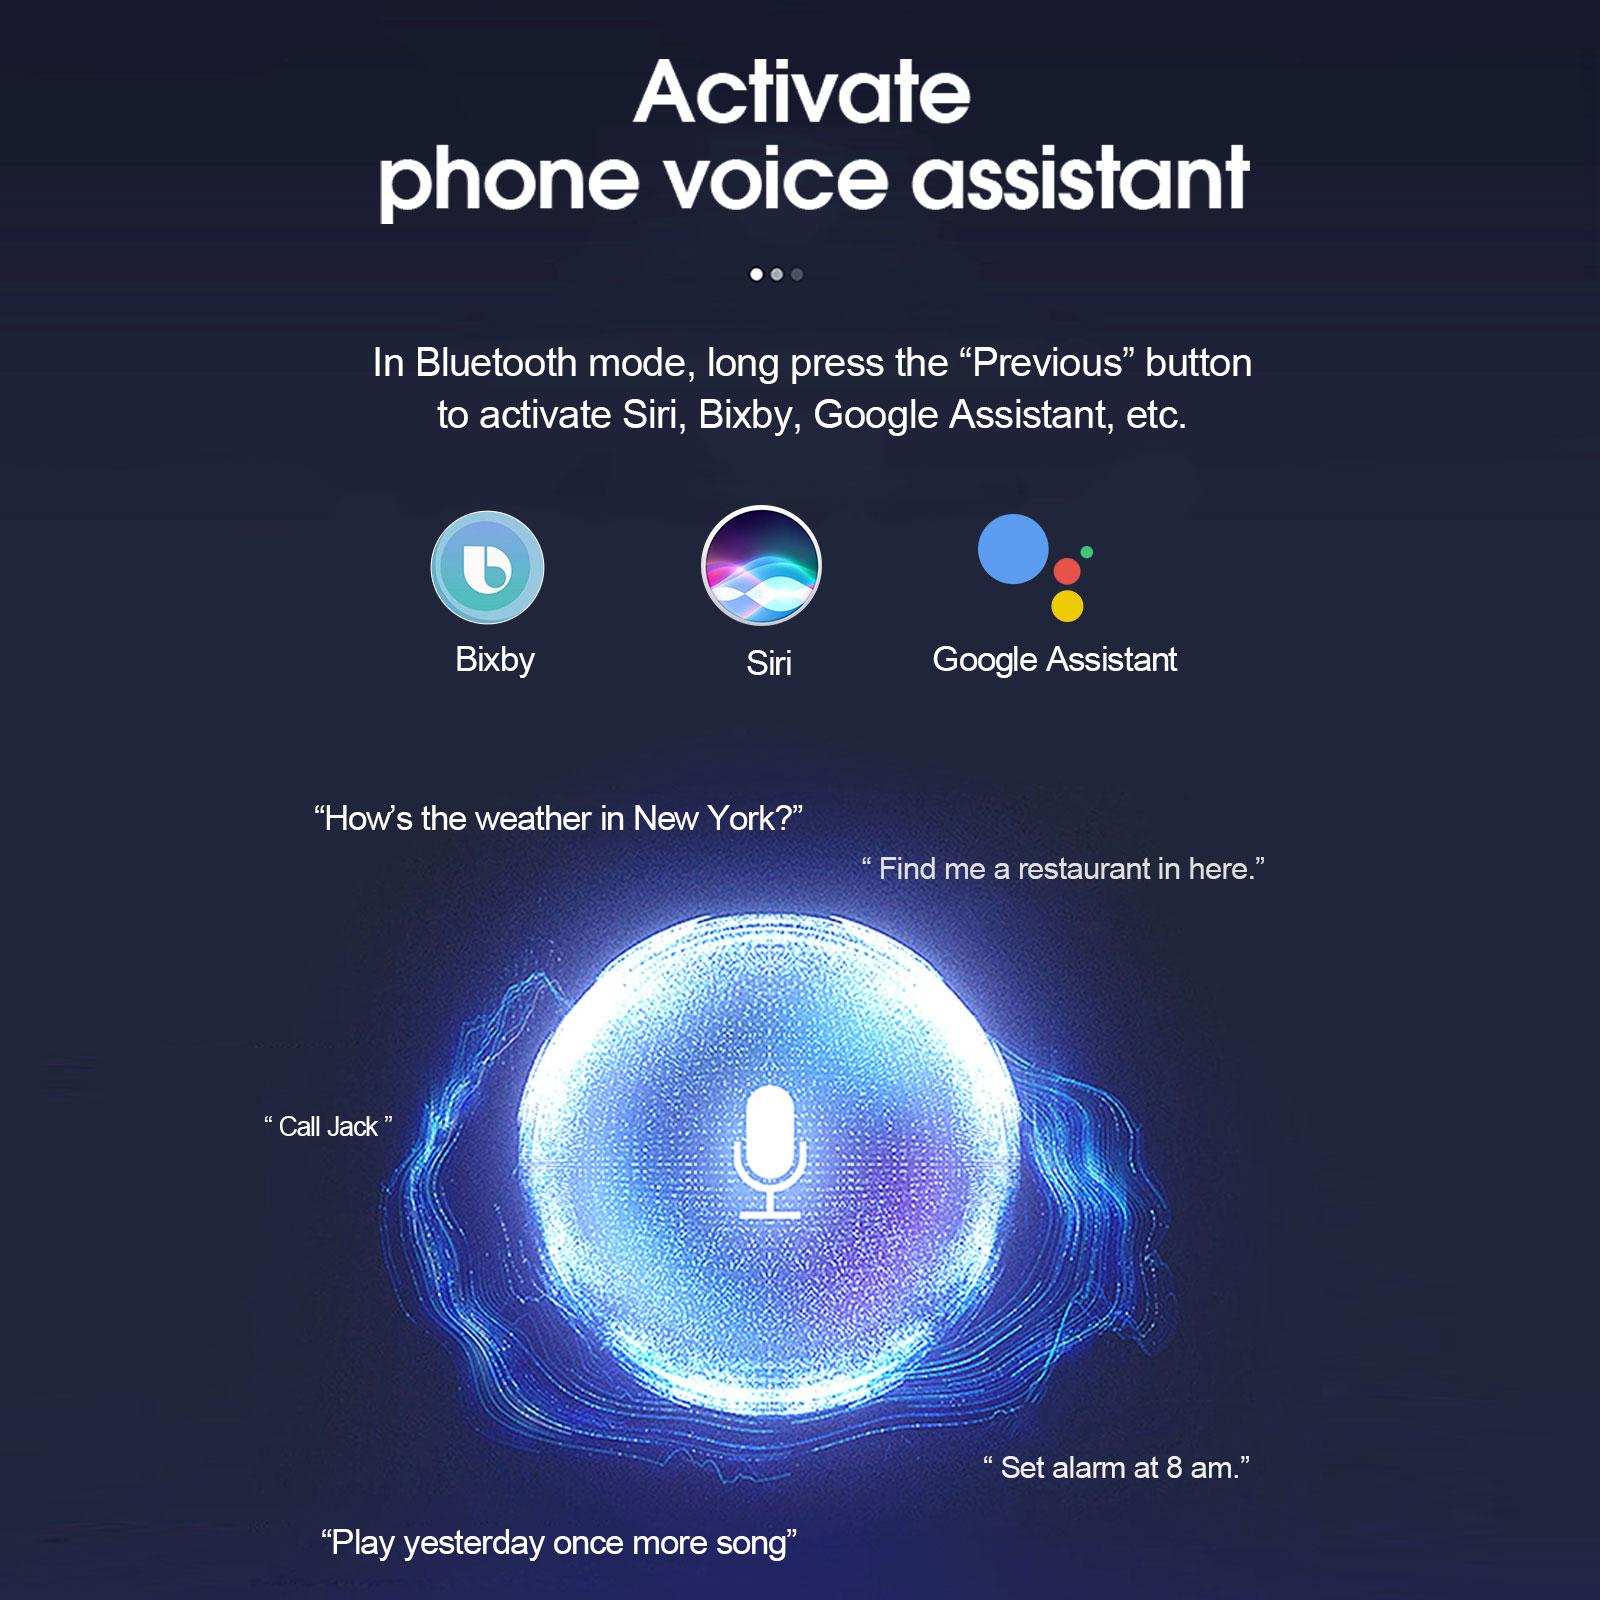 Activate
phone voice assistant
In Bluetooth mode, long press the “Previous” button
to activate Siri, Bixby, Google Assistant, etc.
Bixby
Siri
Google Assistant
“How’s the weather in New York?”
“ Find me a restaurant in here.”
“ Call Jack ”
“ Set alarm at 8 am.”
“Play yesterday once more song”